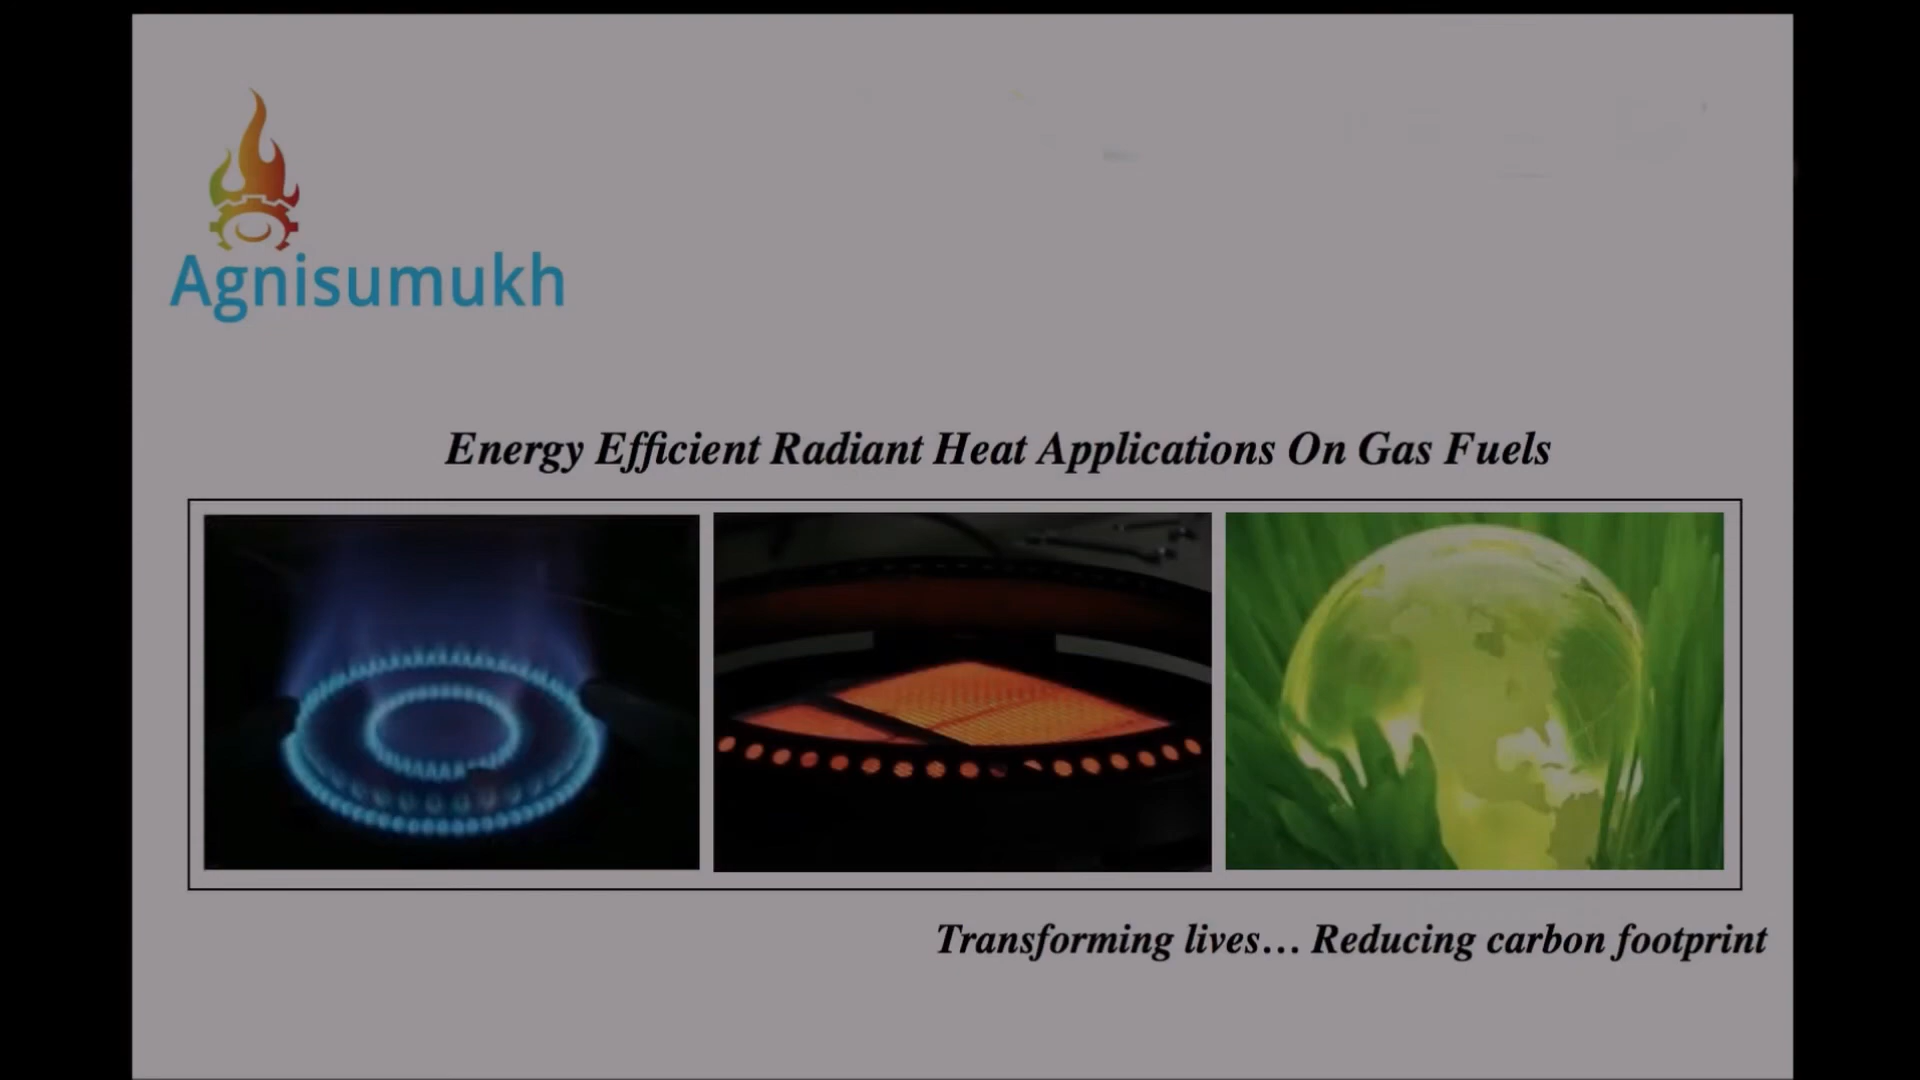 Agnisumukh
Energy Efficient Radiant Heat Applications On Gas Fuels
Transforming lives... Reducing carbon footprint